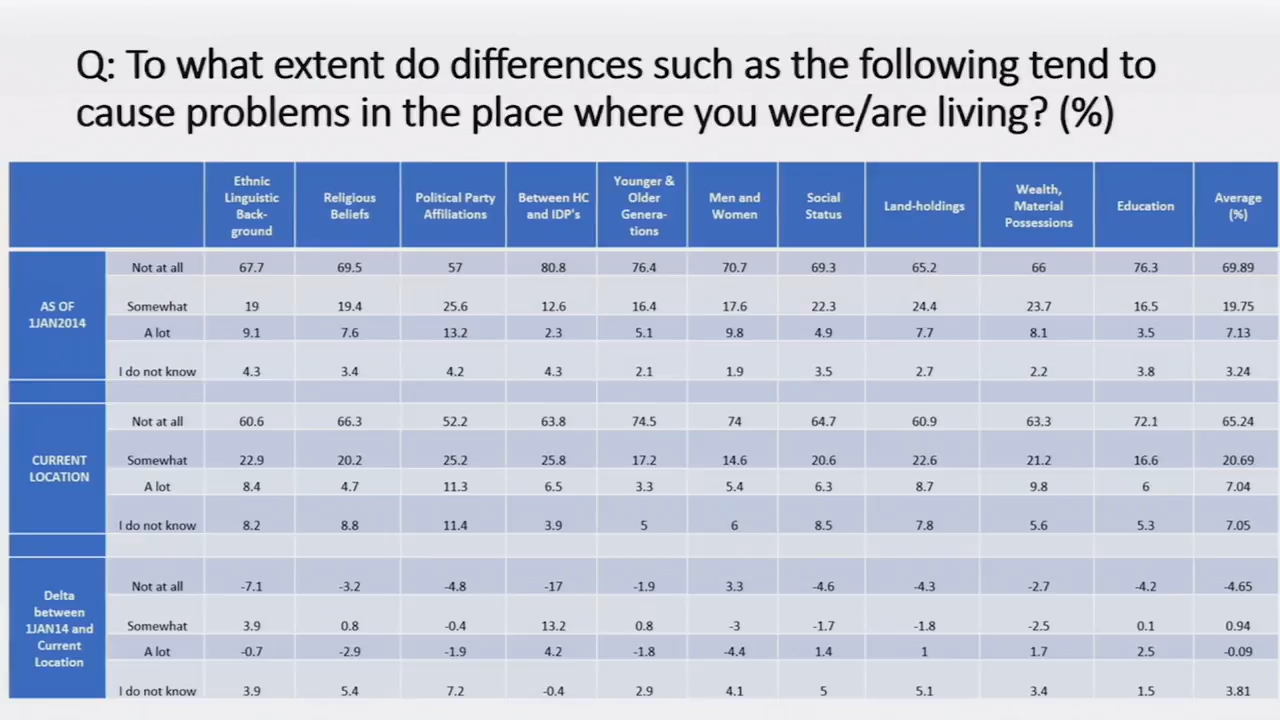 Q: To what extent do differences such as the following tend to
cause problems in the place where you were/are living? (%)
Ethnic Linguistic Back- ground Religious Beliefs Political Party Affiliations Between HC and IDP's Younger & Older Genera- tions Men and Women Social Status Land-holdings Wealth, Material Possessions Education Average (%)
AS OF 1JAN2014
Not at all 67.7 69.5 57 80.8 76.4 70.7 69.3 65.2 66 76.3 69.89
Somewhat 19 19.4 25.6 12.6 16.4 17.6 22.3 24.4 23.7 16.5 19.75
A lot 9.1 7.6 13.2 2.3 5.1 9.8 4.9 7.7 8.1 3.5 7.13
I do not know 4.3 3.4 4.2 4.3 2.1 1.9 3.5 2.7 2.2 3.8 3.24
CURRENT LOCATION
Not at all 60.6 66.3 52.2 63.8 74.5 74 64.7 60.9 63.3 72.1 65.24
Somewhat 22.9 20.2 25.2 25.8 17.2 14.6 20.6 22.6 21.2 16.6 20.69
A lot 8.4 4.7 11.3 6.5 3.3 5.4 6.3 8.7 9.8 6 7.04
I do not know 8.2 8.8 11.4 3.9 5 6 8.5 7.8 5.6 5.3 7.05
Delta between 1JAN14 and Current Location
Not at all -7.1 -3.2 -4.8 -17 -1.9 3.3 -4.6 -4.3 -2.7 -4.2 -4.65
Somewhat 3.9 0.8 -0.4 13.2 0.8 -3 -1.7 -1.8 -2.5 0.1 0.94
A lot -0.7 -2.9 -1.9 4.2 -1.8 -4.4 1.4 1 1.7 2.5 -0.09
I do not know 3.9 5.4 7.2 -0.4 2.9 4.1 5 5.1 3.4 1.5 3.81